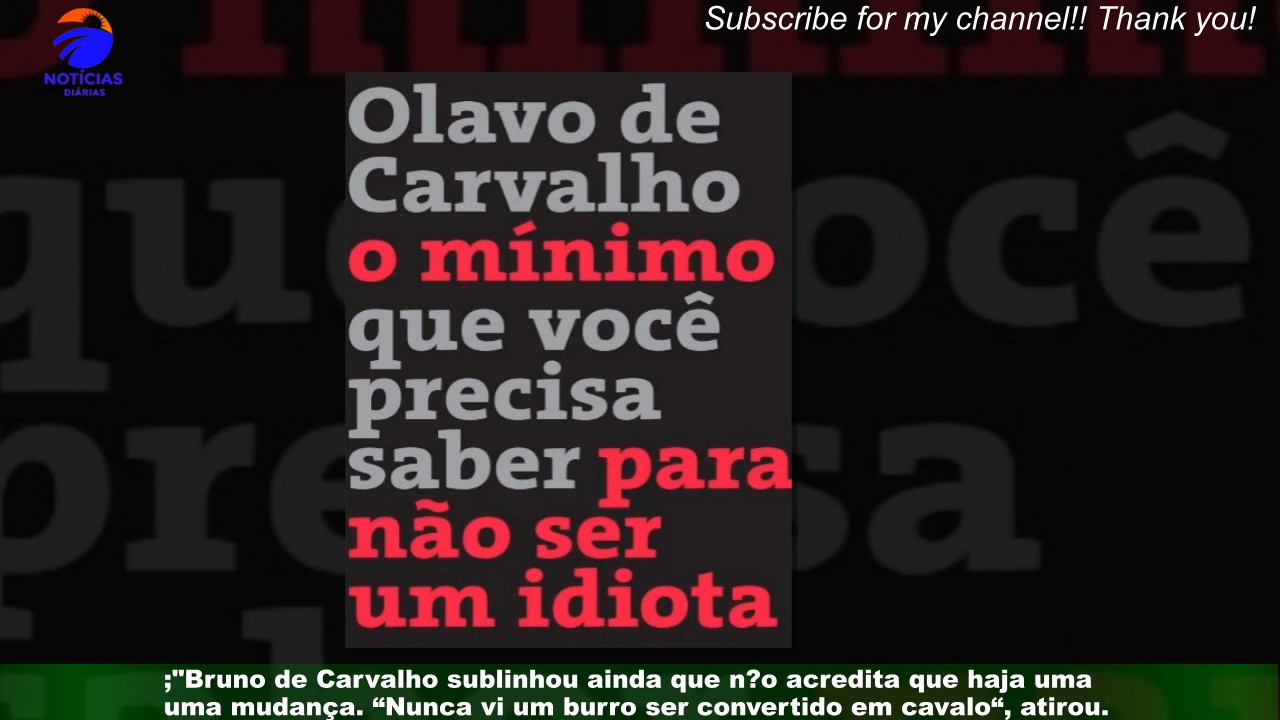 Subscribe for my channel!! Thank you!
NOTÍCIAS
DIÁRIAS
Olavo de
Carvalho
o mínimo
que você
precisa
saber para
não ser
um idiota
;"Bruno de Carvalho sublinhou ainda que n?o acredita que haja uma
uma mudança. “Nunca vi um burro ser convertido em cavalo“, atirou.